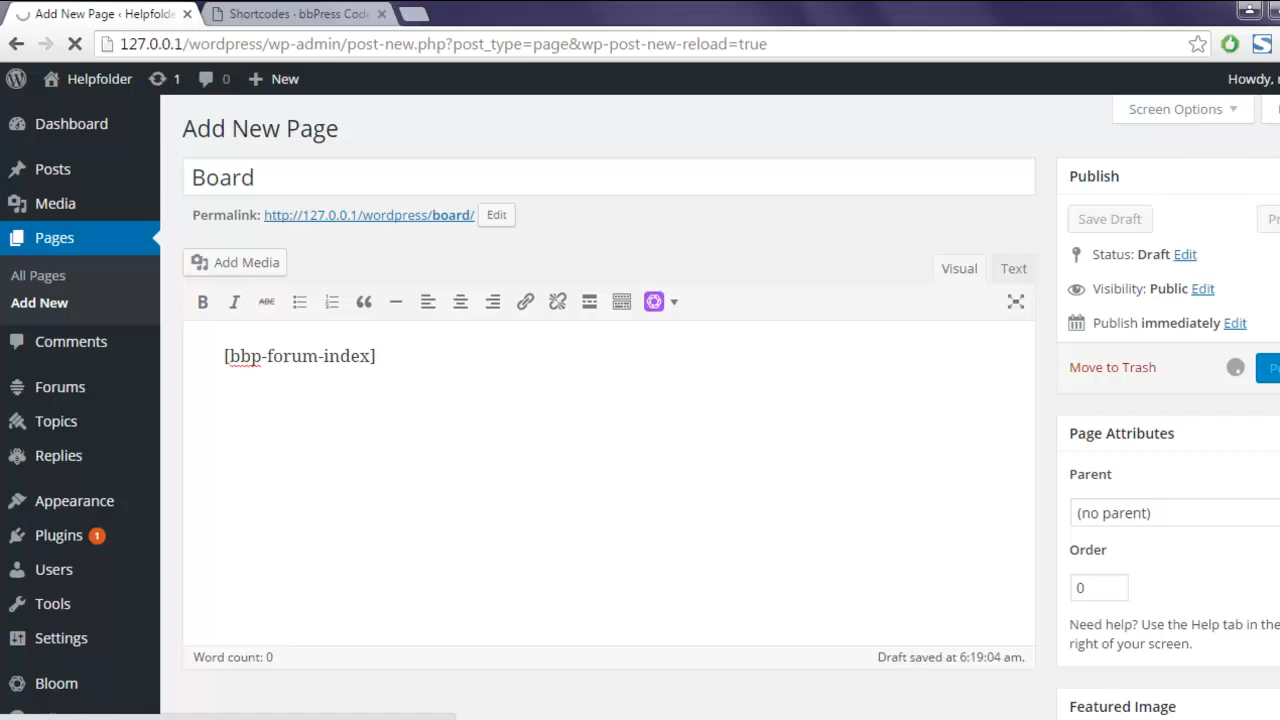 Add New Page ‹ Helpfolde
Shortcodes · bbPress Cod
127.0.0.1/wordpress/wp-admin/post-new.php?post_type=page&wp-post-new-reload=true
Helpfolder 1 0 New
Howdy,
Dashboard
Posts
Media
Pages
All Pages
Add New
Comments
Forums
Topics
Replies
Appearance
Plugins 1
Users
Tools
Settings
Bloom
Screen Options
Add New Page
Board
Permalink: http://127.0.0.1/wordpress/board/ Edit
Add Media
Visual Text
B I ABC
[bbp-forum-index]
Word count: 0
Draft saved at 6:19:04 am.
Publish
Save Draft
Status: Draft Edit
Visibility: Public Edit
Publish immediately Edit
Move to Trash
Page Attributes
Parent
(no parent)
Order
0
Need help? Use the Help tab in the
right of your screen.
Featured Image